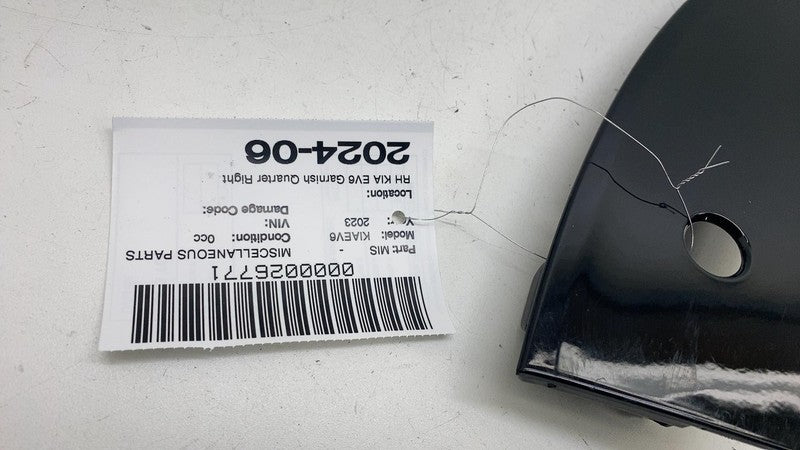 0000026771
Part: MIS - MISCELLANEOUS PARTS
Model: KIAEV6 Condition: 0cc
2023 VIN:
Damage Code:
Location:
RH KIA EV6 Garnish Quarter Right
2024-06